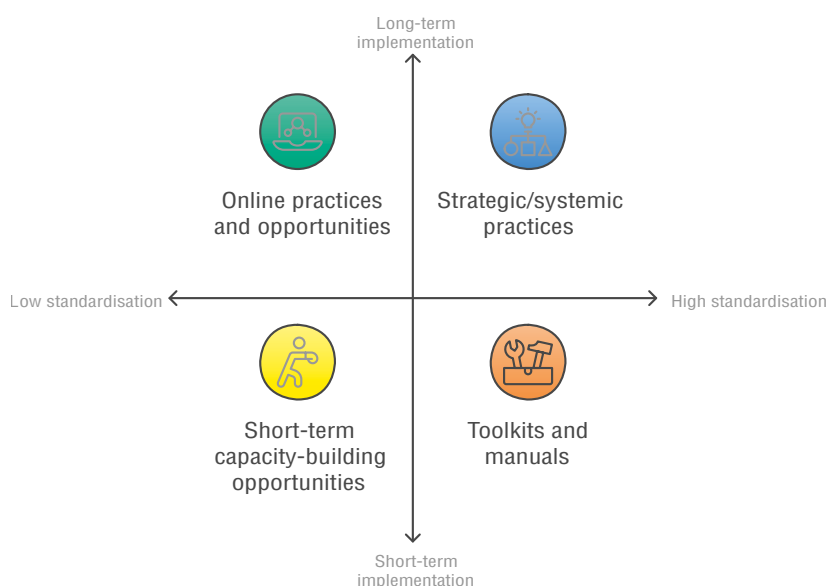 Long-term
implementation
Online practices
and opportunities
Strategic/systemic
practices
Low standardisation
High standardisation
Short-term
capacity-building
opportunities
Toolkits and
manuals
Short-term
implementation